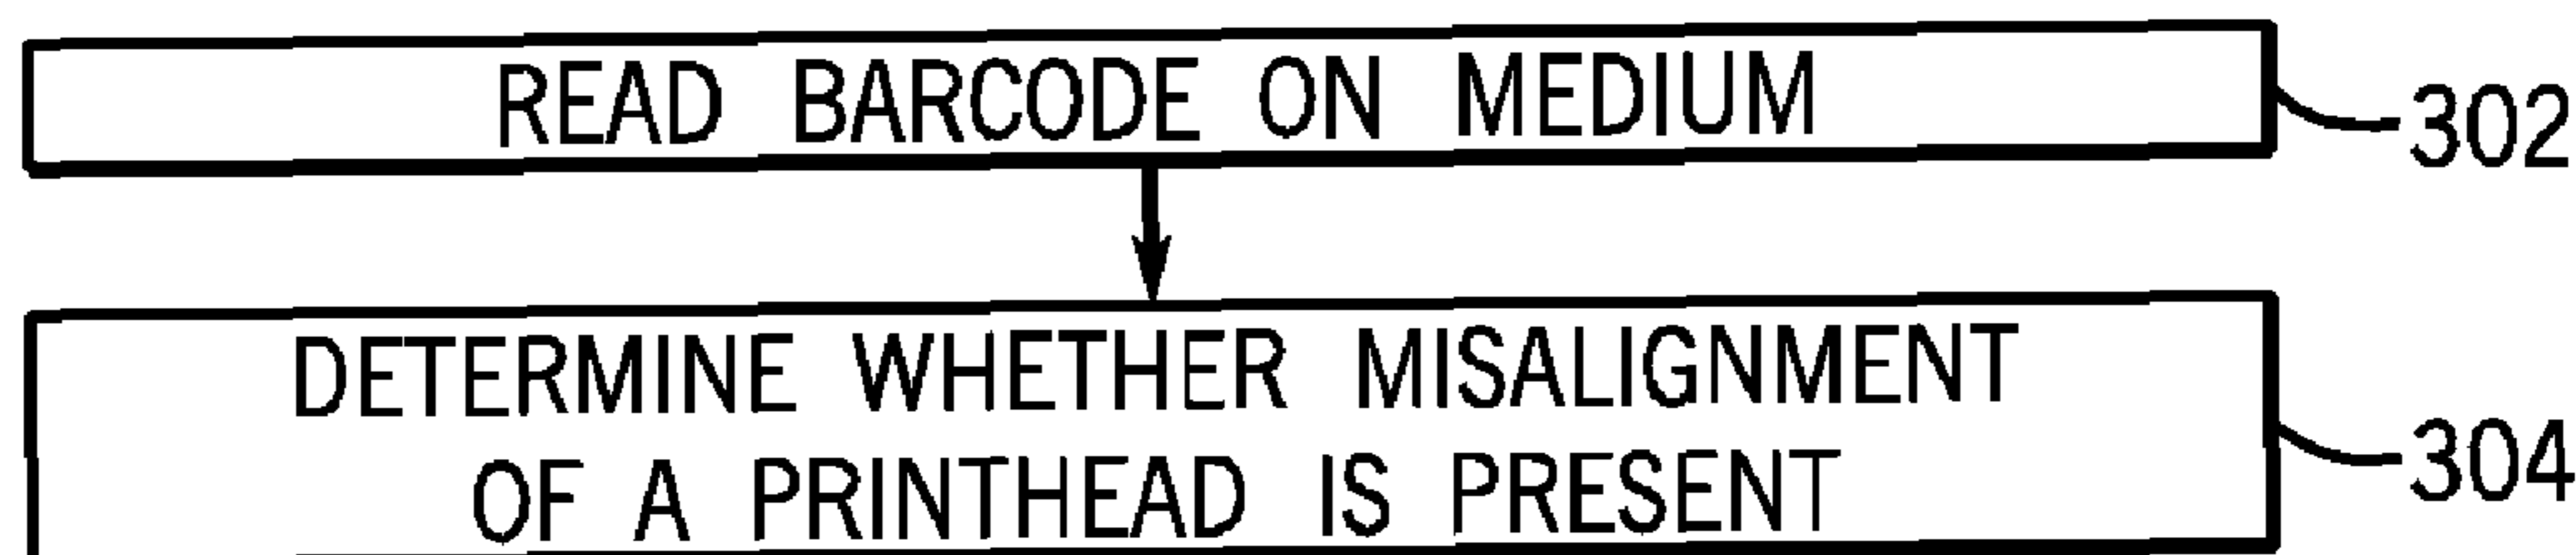 READ BARCODE ON MEDIUM
302
DETERMINE WHETHER MISALIGNMENT
OF A PRINTHEAD IS PRESENT
304